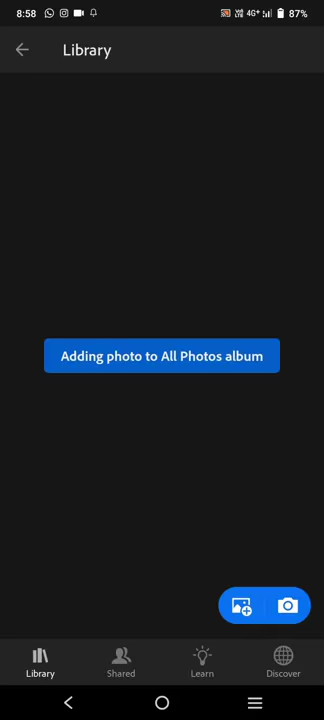 8:58
4G+
87%
Library
Adding photo to All Photos album
Library
Shared
Learn
Discover